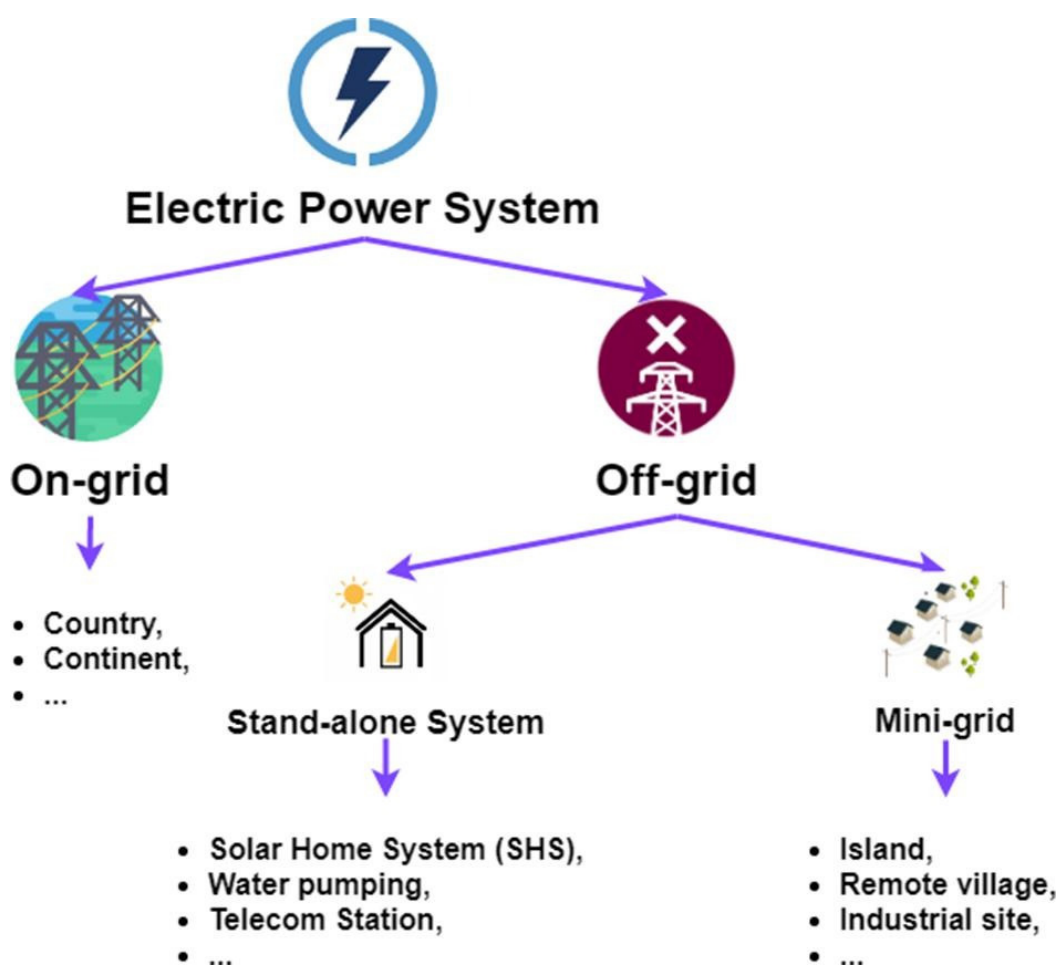 Electric Power System
On-grid
Off-grid
• Country,
• Continent,
• ...
Stand-alone System
Mini-grid
• Solar Home System (SHS),
• Water pumping,
• Telecom Station,
• ...
• Island,
• Remote village,
• Industrial site,
• ...